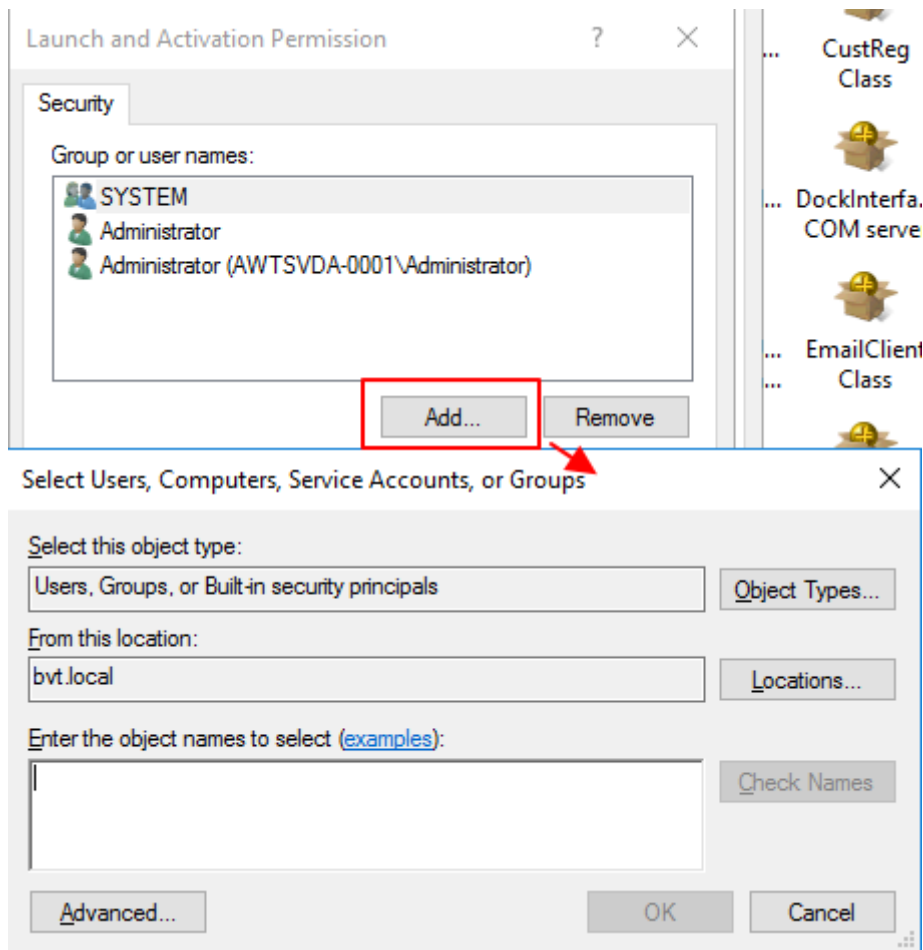 Launch and Activation Permission
Security
Group or user names:
SYSTEM
Administrator
Administrator (AWTSVDA-0001\Administrator)
Add...
Remove
... CustReg
Class
... DockInterfa.
COM serve
... EmailClient
... Class
Select Users, Computers, Service Accounts, or Groups
Select this object type:
Users, Groups, or Built-in security principals
Object Types...
From this location:
bvt.local
Locations...
Enter the object names to select (examples):
Check Names
Advanced...
OK
Cancel